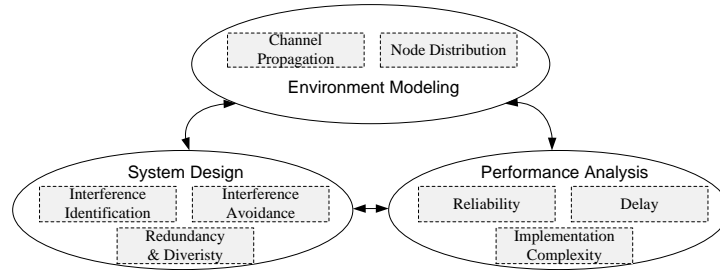 Channel
Propagation
Node Distribution
Environment Modeling
System Design
Interference
Identification
Interference
Avoidance
Redundancy
& Diveristy
Performance Analysis
Reliability
Delay
Implementation
Complexity